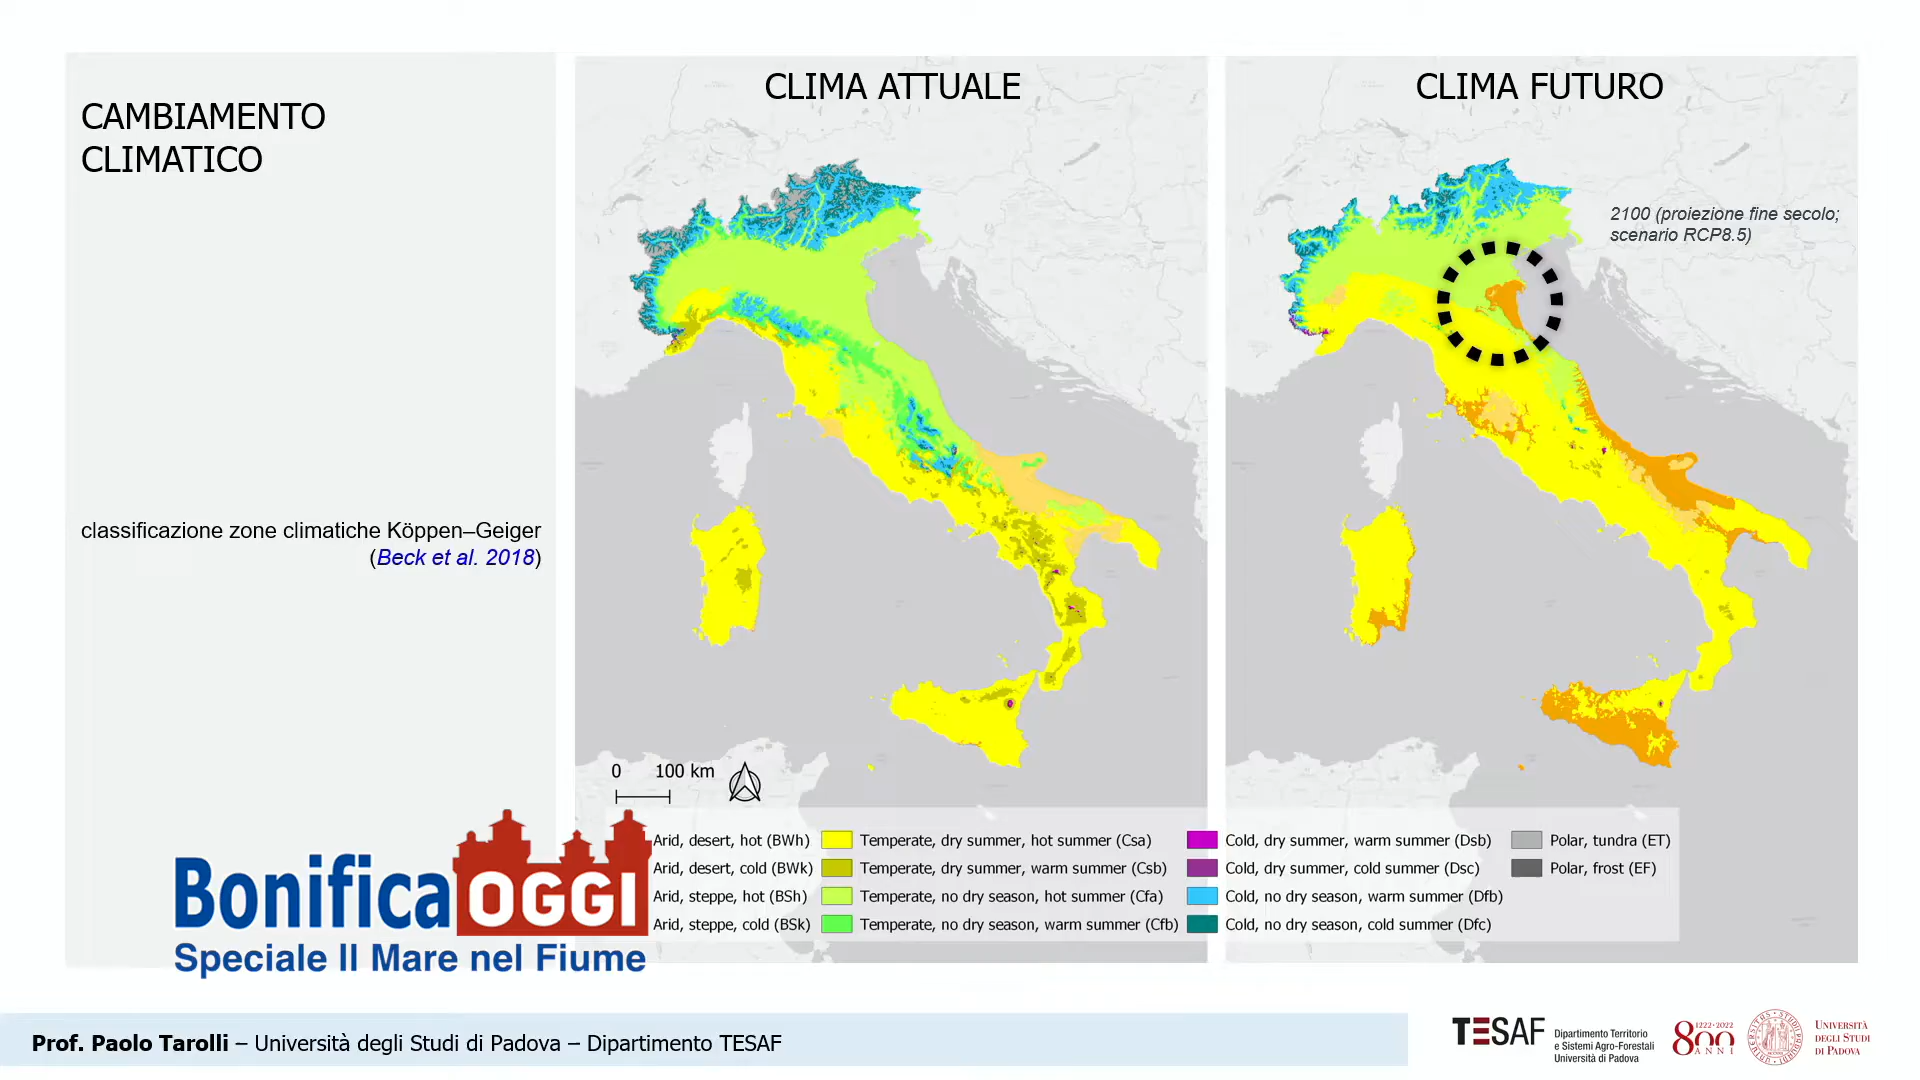 CAMBIAMENTO
CLIMATICO
classificazione zone climatiche Köppen–Geiger
(Beck et al. 2018)
CLIMA ATTUALE
CLIMA FUTURO
2100 (proiezione fine secolo;
scenario RCP8.5)
0 100 km
Arid, desert, hot (BWh)
Arid, desert, cold (BWk)
Arid, steppe, hot (BSh)
Arid, steppe, cold (BSk)
Temperate, dry summer, hot summer (Csa)
Temperate, dry summer, warm summer (Csb)
Temperate, no dry season, hot summer (Cfa)
Temperate, no dry season, warm summer (Cfb)
Cold, dry summer, warm summer (Dsb)
Cold, dry summer, cold summer (Dsc)
Cold, no dry season, warm summer (Dfb)
Cold, no dry season, cold summer (Dfc)
Polar, tundra (ET)
Polar, frost (EF)
Bonifica OGGI
Speciale Il Mare nel Fiume
Prof. Paolo Tarolli – Università degli Studi di Padova – Dipartimento TESAF
TESAF
Dipartimento Territorio
e Sistemi Agro-Forestali
Università di Padova
1222•2022
800
ANNI
UNIVERSITÀ
DEGLI STUDI
DI PADOVA